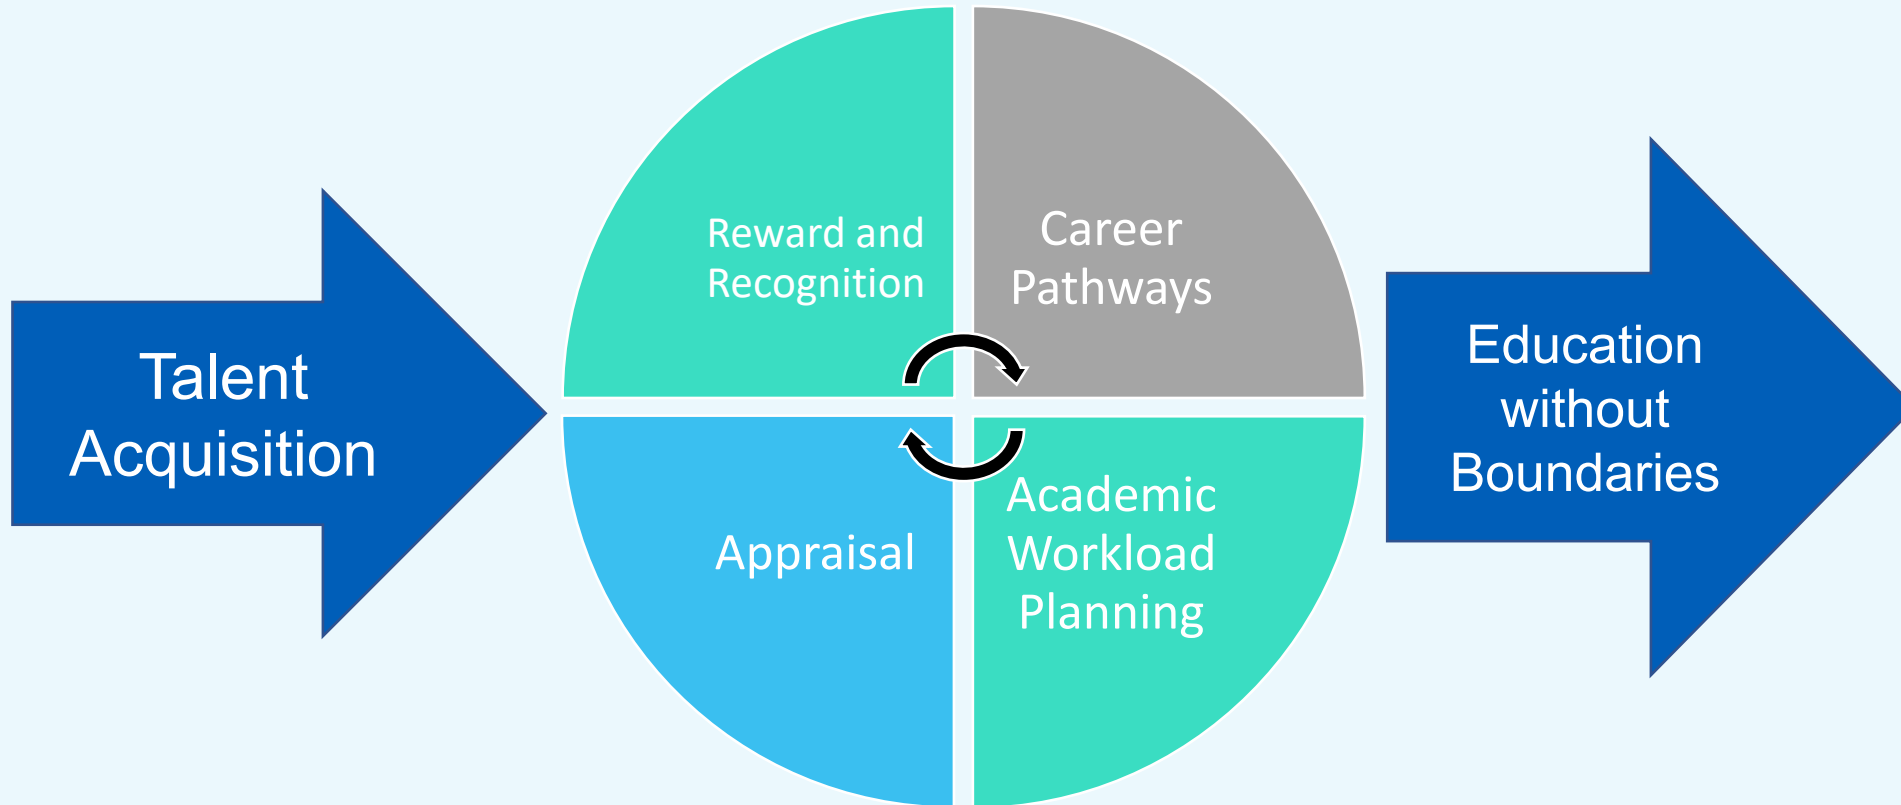 Talent
Acquisition
Reward and
Recognition
Career
Pathways
Appraisal
Academic
Workload
Planning
Education
without
Boundaries